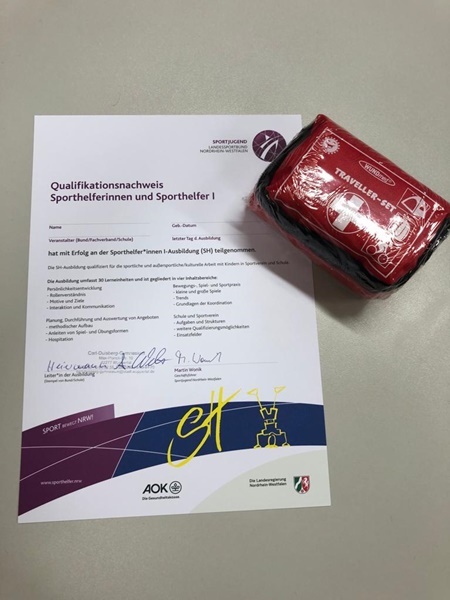 SPORTJUGEND
LANDESSPORTBUND
NORDRHEIN-WESTFALEN
Qualifikationsnachweis
Sporthelferinnen und Sporthelfer I
Name
Geb.-Datum
Veranstalter (Bund/Fachverband/Schule)
letzter Tag d. Ausbildung
hat mit Erfolg an der Sporthelfer*innen I-Ausbildung (SH) teilgenommen.
Die SH-Ausbildung qualifiziert für die sportliche und außersportliche/kulturelle Arbeit mit Kindern in Sportverein und Schule.
Die Ausbildung umfasst 30 Lerneinheiten und ist gegliedert in vier Inhaltsbereiche:
Persönlichkeitsentwicklung
- Rollenverständnis
- Motive und Ziele
- Interaktion und Kommunikation
Bewegungs-, Spiel- und Sportpraxis
- kleine und große Spiele
- Trends
- Grundlagen der Koordination
Planung, Durchführung und Auswertung von Angeboten
- methodischer Aufbau
- Anleiten von Spiel- und Übungsformen
- Hospitation
Schule und Sportverein
- Aufgaben und Strukturen
- weitere Qualifizierungsmöglichkeiten
- Einsatzfelder
Leiter*in der Ausbildung
Martin Wonik
Geschäftsführer
Sportjugend Nordrhein-Westfalen
SPORT BEWEGT NRW!
SH
www.sporthelfer.nrw
AOK
Die Gesundheitskasse.
Die Landesregierung
Nordrhein-Westfalen
TRAVELLER-SET